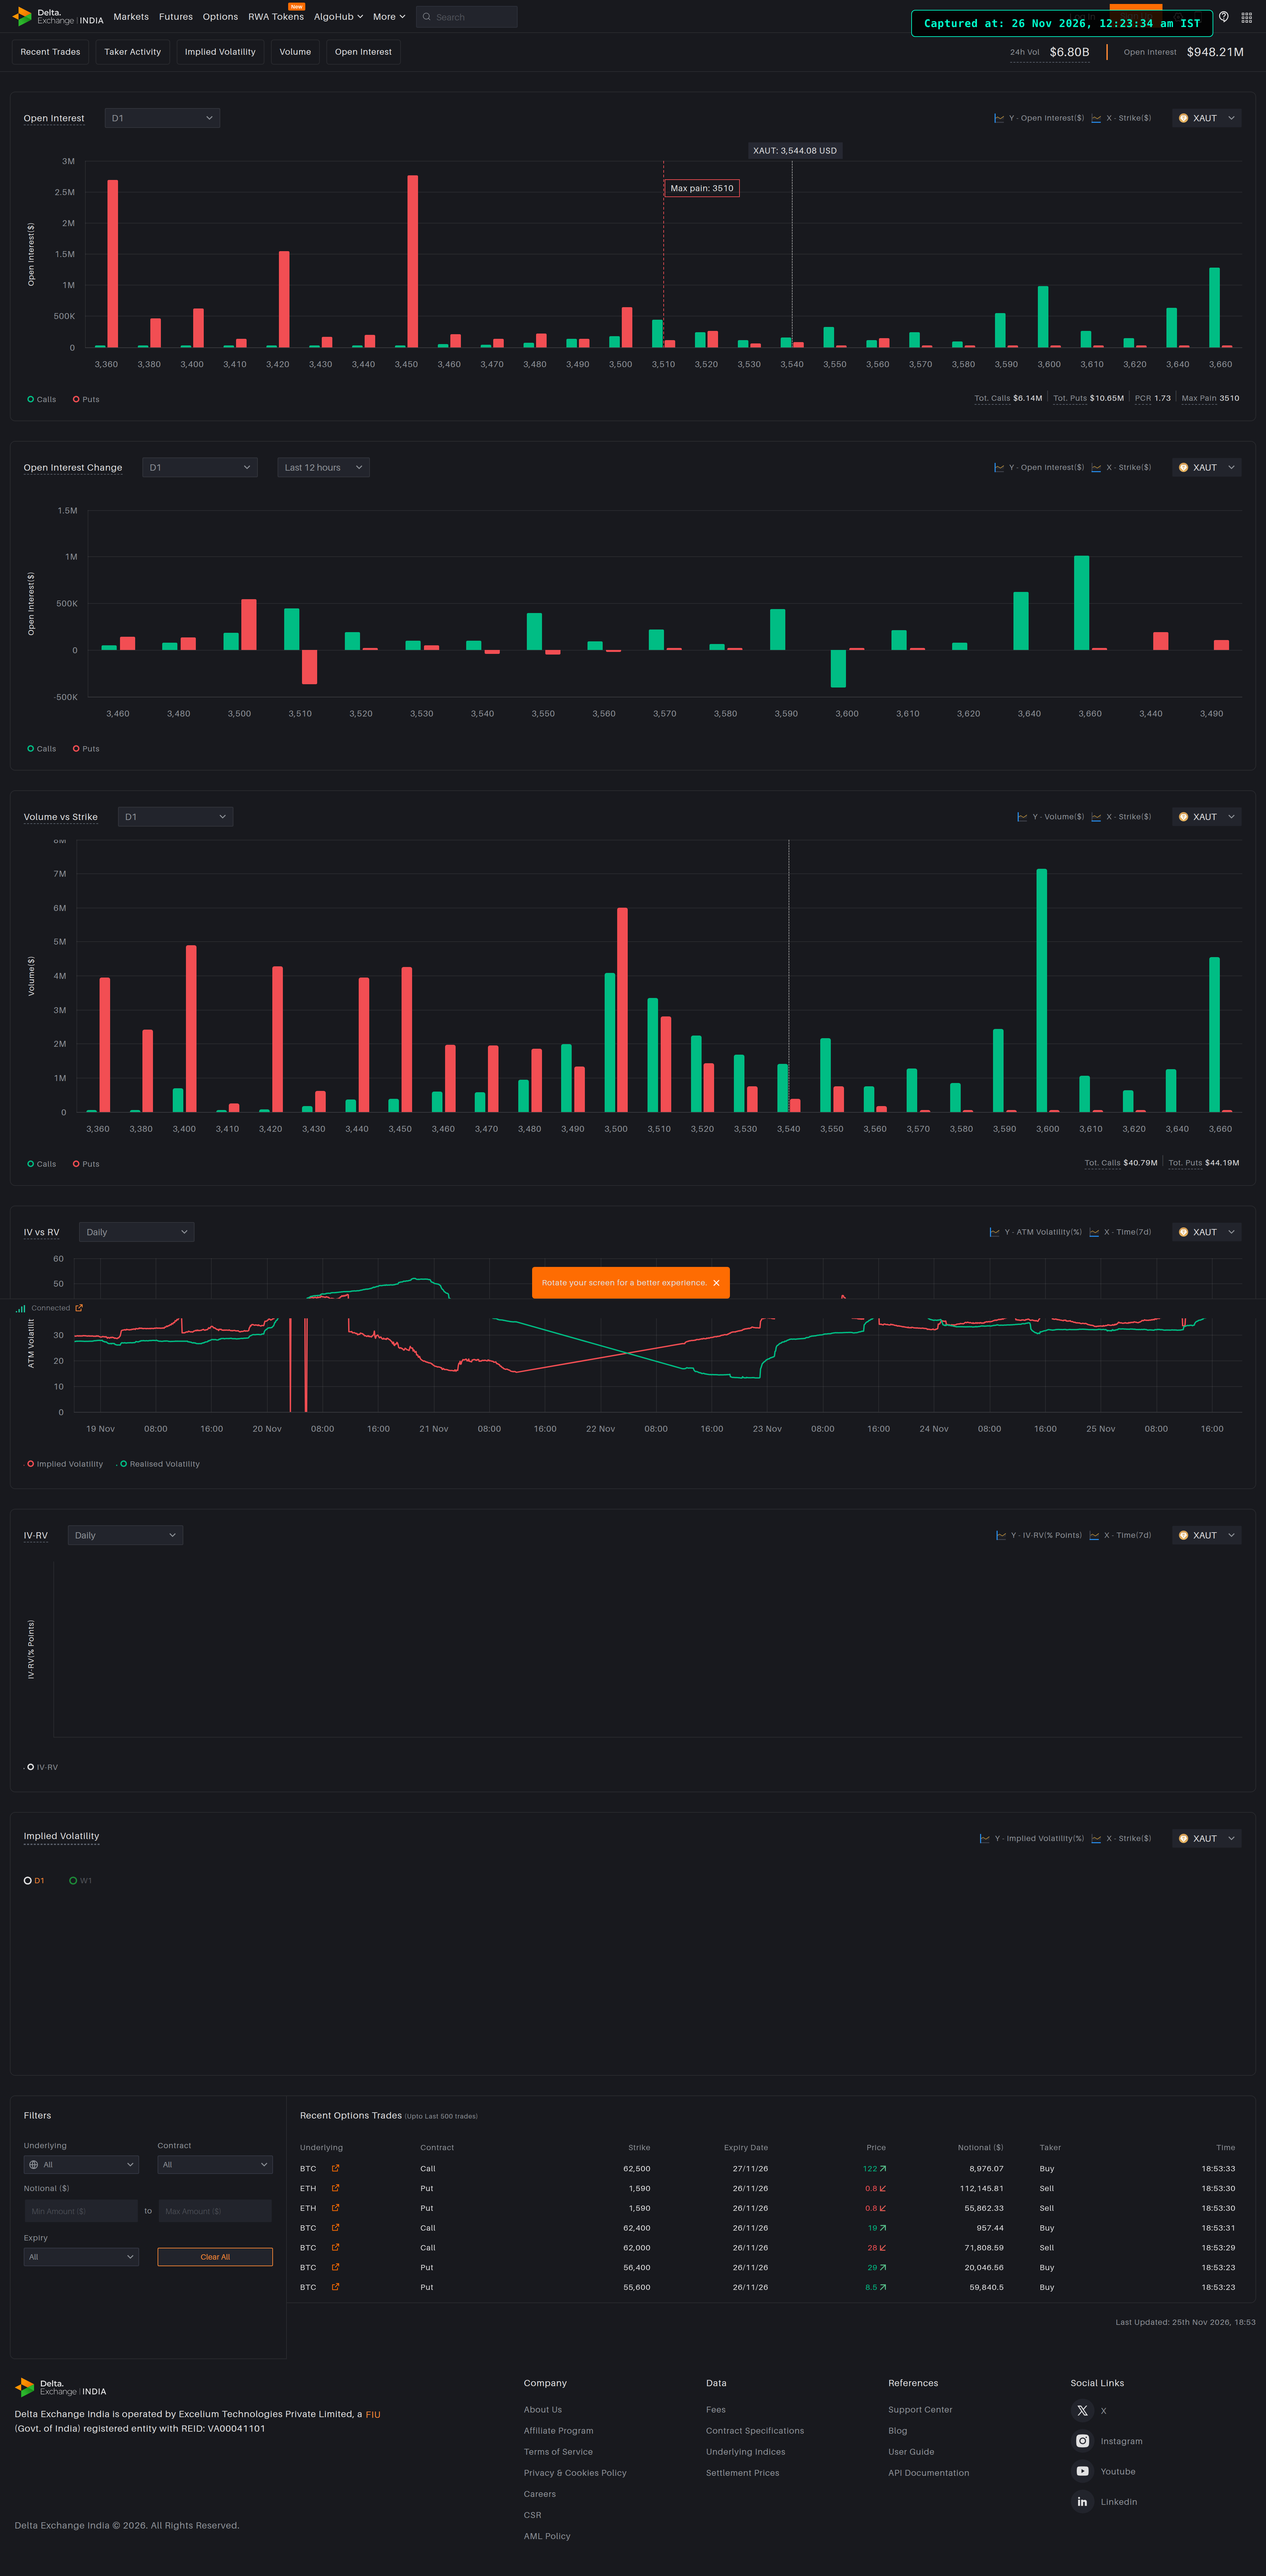 Delta. Exchange | INDIA Markets Futures Options RWA Tokens New AlgoHub More Search
Captured at: 26 Nov 2026, 12:23:34 am IST
Recent Trades Taker Activity Implied Volatility Volume Open Interest 24h Vol $6.80B Open Interest $948.21M
Open Interest D1 Y - Open Interest($) X - Strike($) XAUT
XAUT: 3,544.08 USD
Max pain: 3510
3M
2.5M
2M
1.5M
1M
500K
0
Open Interest($)
3,360 3,380 3,400 3,410 3,420 3,430 3,440 3,450 3,460 3,470 3,480 3,490 3,500 3,510 3,520 3,530 3,540 3,550 3,560 3,570 3,580 3,590 3,600 3,610 3,620 3,640 3,660
Calls Puts Tot. Calls $6.14M Tot. Puts $10.65M PCR 1.73 Max Pain 3510
Open Interest Change D1 Last 12 hours Y - Open Interest($) X - Strike($) XAUT
1.5M
1M
500K
0
-500K
Open Interest($)
3,460 3,480 3,500 3,510 3,520 3,530 3,540 3,550 3,560 3,570 3,580 3,590 3,600 3,610 3,620 3,640 3,660 3,440 3,490
Calls Puts
Volume vs Strike D1 Y - Volume($) X - Strike($) XAUT
8M
7M
6M
5M
4M
3M
2M
1M
0
Volume($)
3,360 3,380 3,400 3,410 3,420 3,430 3,440 3,450 3,460 3,470 3,480 3,490 3,500 3,510 3,520 3,530 3,540 3,550 3,560 3,570 3,580 3,590 3,600 3,610 3,620 3,640 3,660
Calls Puts Tot. Calls $40.79M Tot. Puts $44.19M
IV vs RV Daily Y - ATM Volatility(%) X - Time(7d) XAUT
60
50
Rotate your screen for a better experience.
Connected
30
20
10
0
ATM Volatilit
19 Nov 08:00 16:00 20 Nov 08:00 16:00 21 Nov 08:00 16:00 22 Nov 08:00 16:00 23 Nov 08:00 16:00 24 Nov 08:00 16:00 25 Nov 08:00 16:00
Implied Volatility Realised Volatility
IV-RV Daily Y - IV-RV(% Points) X - Time(7d) XAUT
IV-RV(% Points)
IV-RV
Implied Volatility Y - Implied Volatility(%) X - Strike($) XAUT
D1 W1
Filters
Underlying Contract
All All
Notional ($)
Min Amount ($) to Max Amount ($)
Expiry
All Clear All
Recent Options Trades (Upto Last 500 trades)
Underlying Contract Strike Expiry Date Price Notional ($) Taker Time
BTC Call 62,500 27/11/26 122 8,976.07 Buy 18:53:33
ETH Put 1,590 26/11/26 0.8 112,145.81 Sell 18:53:30
ETH Put 1,590 26/11/26 0.8 55,862.33 Sell 18:53:30
BTC Call 62,400 26/11/26 19 957.44 Buy 18:53:31
BTC Call 62,000 26/11/26 28 71,808.59 Sell 18:53:29
BTC Put 56,400 26/11/26 29 20,046.56 Buy 18:53:23
BTC Put 55,600 26/11/26 8.5 59,840.5 Buy 18:53:23
Last Updated: 25th Nov 2026, 18:53
Delta. Exchange | INDIA
Delta Exchange India is operated by Excelium Technologies Private Limited, a FIU
(Govt. of India) registered entity with REID: VA00041101
Delta Exchange India © 2026. All Rights Reserved.
Company
About Us
Affiliate Program
Terms of Service
Privacy & Cookies Policy
Careers
CSR
AML Policy
Data
Fees
Contract Specifications
Underlying Indices
Settlement Prices
References
Support Center
Blog
User Guide
API Documentation
Social Links
X
Instagram
Youtube
Linkedin